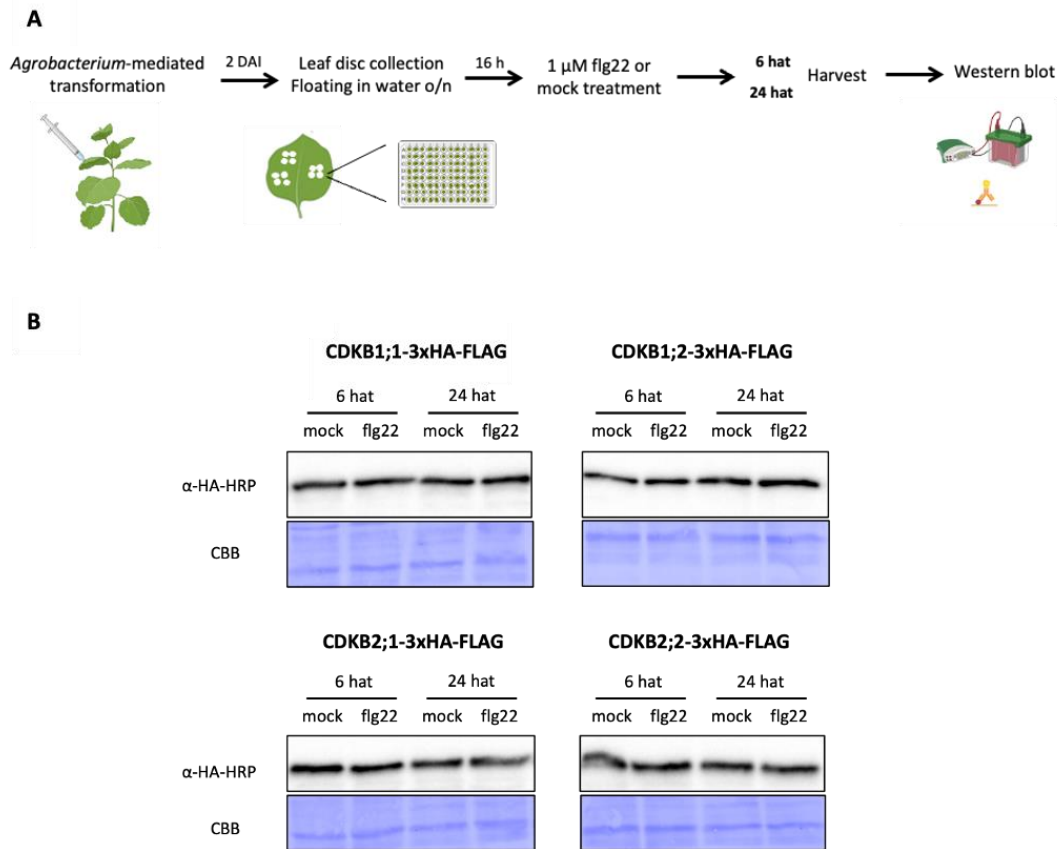 A
Agrobacterium-mediated
transformation
2 DAI
Leaf disc collection
Floating in water o/n
16 h
1 μM flg22 or
mock treatment
6 hat
24 hat
Harvest
Western blot
B
CDKB1;1-3xHA-FLAG
CDKB1;2-3xHA-FLAG
6 hat 24 hat
6 hat 24 hat
mock flg22 mock flg22
mock flg22 mock flg22
α-HA-HRP
CBB
CDKB2;1-3xHA-FLAG
CDKB2;2-3xHA-FLAG
6 hat 24 hat
6 hat 24 hat
mock flg22 mock flg22
mock flg22 mock flg22
α-HA-HRP
CBB